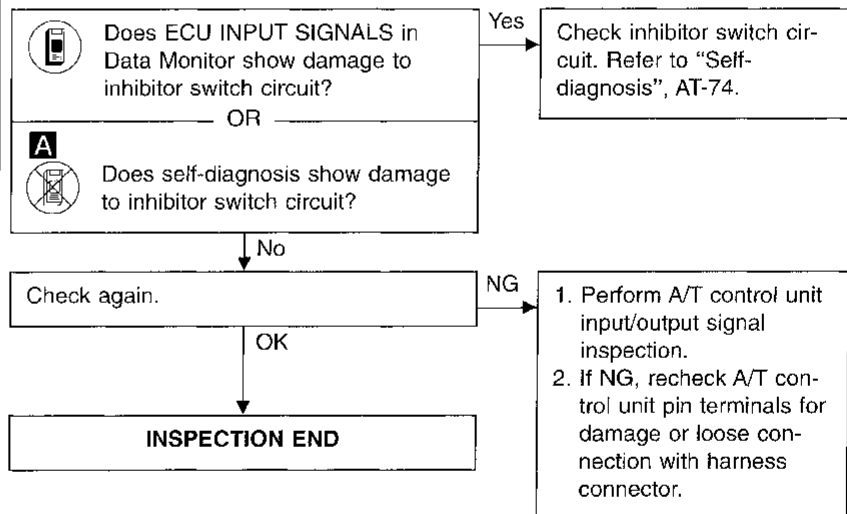 Does ECU INPUT SIGNALS in
Data Monitor show damage to
inhibitor switch circuit?
OR
A
Does self-diagnosis show damage
to inhibitor switch circuit?
Yes
Check inhibitor switch cir-
cuit. Refer to “Self-
diagnosis”, AT-74.
No
Check again.
NG
1. Perform A/T control unit
input/output signal
inspection.
2. If NG, recheck A/T con-
trol unit pin terminals for
damage or loose con-
nection with harness
connector.
OK
INSPECTION END